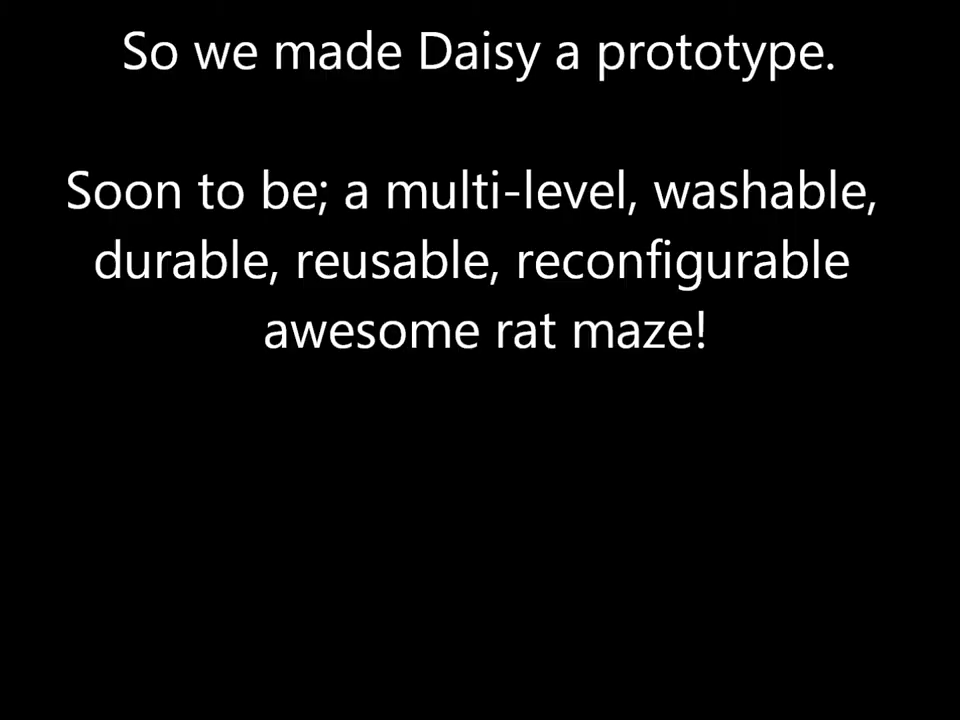 So we made Daisy a prototype.
Soon to be; a multi-level, washable,
durable, reusable, reconfigurable
awesome rat maze!